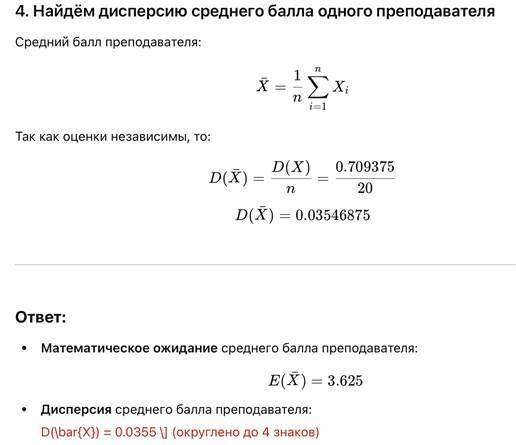 4. Найдём дисперсию среднего балла одного преподавателя
Средний балл преподавателя:
X̄ = 1/n ∑_{i=1}^{n} X_i
Так как оценки независимы, то:
D(X̄) = D(X)/n = 0.709375/20
D(X̄) = 0.03546875
Ответ:
• Математическое ожидание среднего балла преподавателя:
E(X̄) = 3.625
• Дисперсия среднего балла преподавателя:
D(\bar{X}) = 0.0355 \] (округлено до 4 знаков)